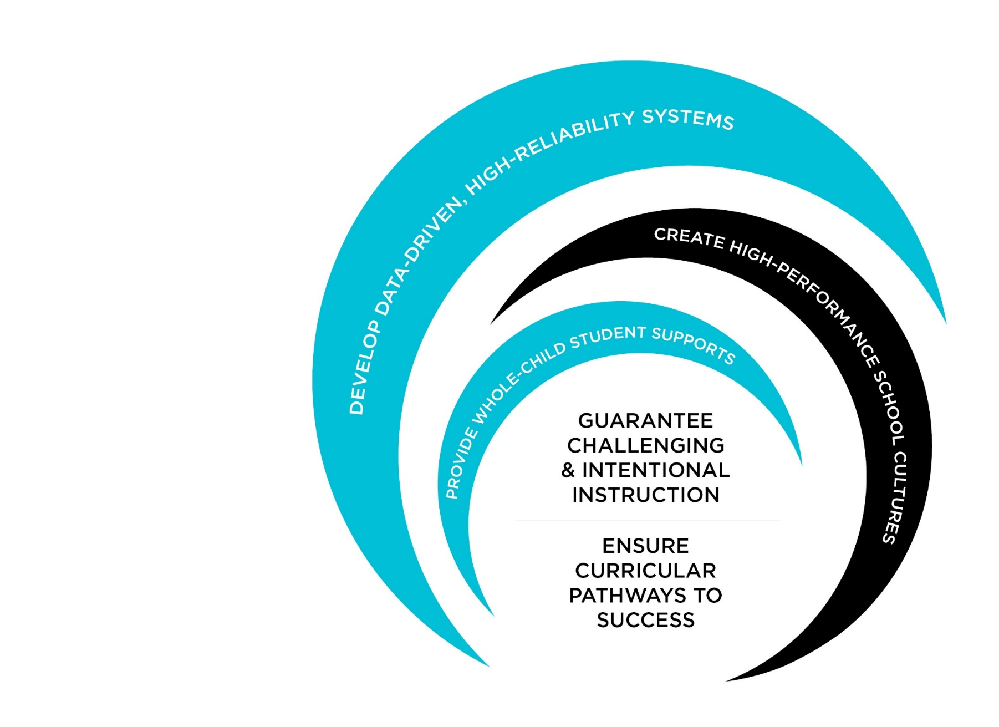 DEVELOP DATA-DRIVEN, HIGH-RELIABILITY SYSTEMS
CREATE HIGH-PERFORMANCE SCHOOL CULTURES
PROVIDE WHOLE-CHILD STUDENT SUPPORTS
GUARANTEE
CHALLENGING
& INTENTIONAL
INSTRUCTION
ENSURE
CURRICULAR
PATHWAYS TO
SUCCESS